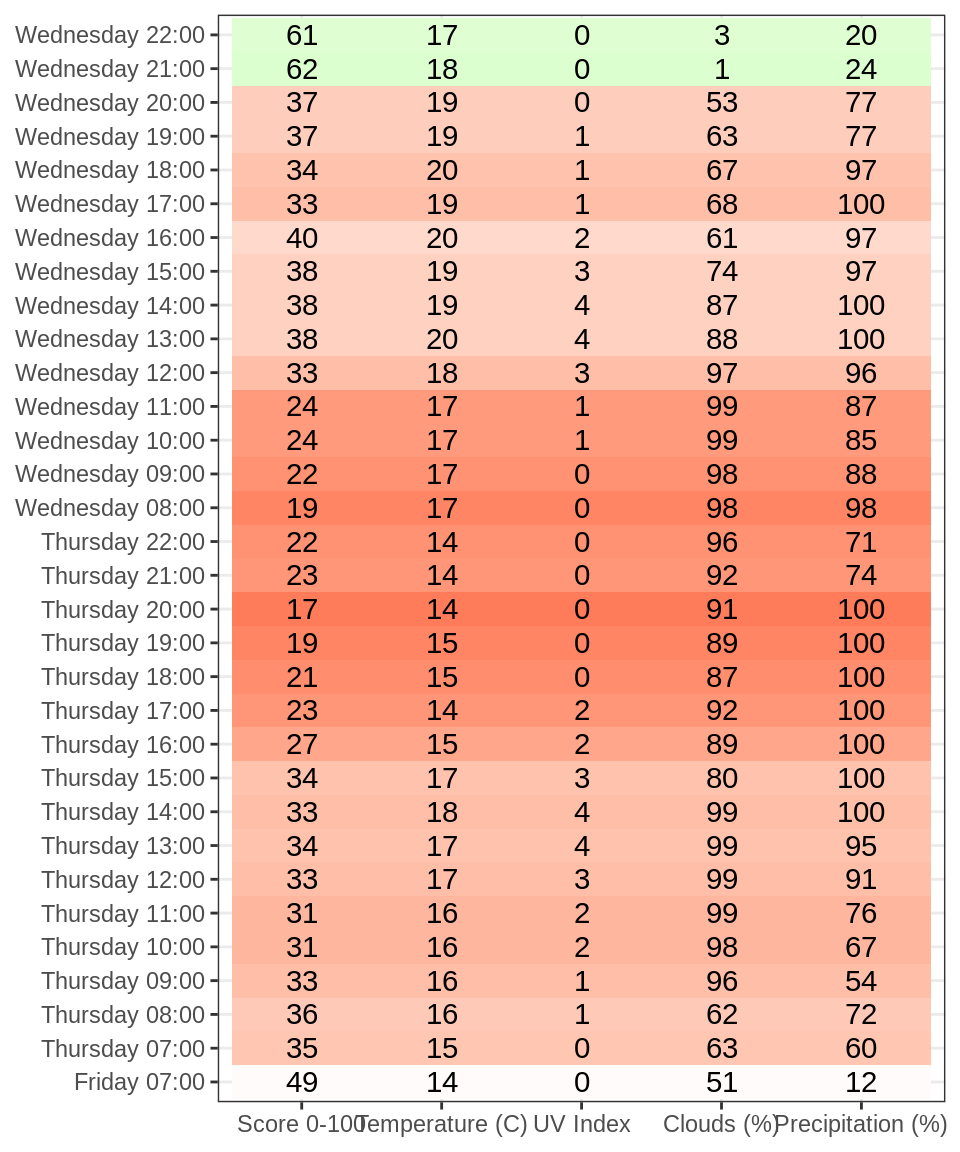 Wednesday 22:00 61 17 0 3 20
Wednesday 21:00 62 18 0 1 24
Wednesday 20:00 37 19 0 53 77
Wednesday 19:00 37 19 1 63 77
Wednesday 18:00 34 20 1 67 97
Wednesday 17:00 33 19 1 68 100
Wednesday 16:00 40 20 2 61 97
Wednesday 15:00 38 19 3 74 97
Wednesday 14:00 38 19 4 87 100
Wednesday 13:00 38 20 4 88 100
Wednesday 12:00 33 18 3 97 96
Wednesday 11:00 24 17 1 99 87
Wednesday 10:00 24 17 1 99 85
Wednesday 09:00 22 17 0 98 88
Wednesday 08:00 19 17 0 98 98
Thursday 22:00 22 14 0 96 71
Thursday 21:00 23 14 0 92 74
Thursday 20:00 17 14 0 91 100
Thursday 19:00 19 15 0 89 100
Thursday 18:00 21 15 0 87 100
Thursday 17:00 23 14 2 92 100
Thursday 16:00 27 15 2 89 100
Thursday 15:00 34 17 3 80 100
Thursday 14:00 33 18 4 99 100
Thursday 13:00 34 17 4 99 95
Thursday 12:00 33 17 3 99 91
Thursday 11:00 31 16 2 99 76
Thursday 10:00 31 16 2 98 67
Thursday 09:00 33 16 1 96 54
Thursday 08:00 36 16 1 62 72
Thursday 07:00 35 15 0 63 60
Friday 07:00 49 14 0 51 12
Score 0-100 Temperature (C) UV Index Clouds (%) Precipitation (%)